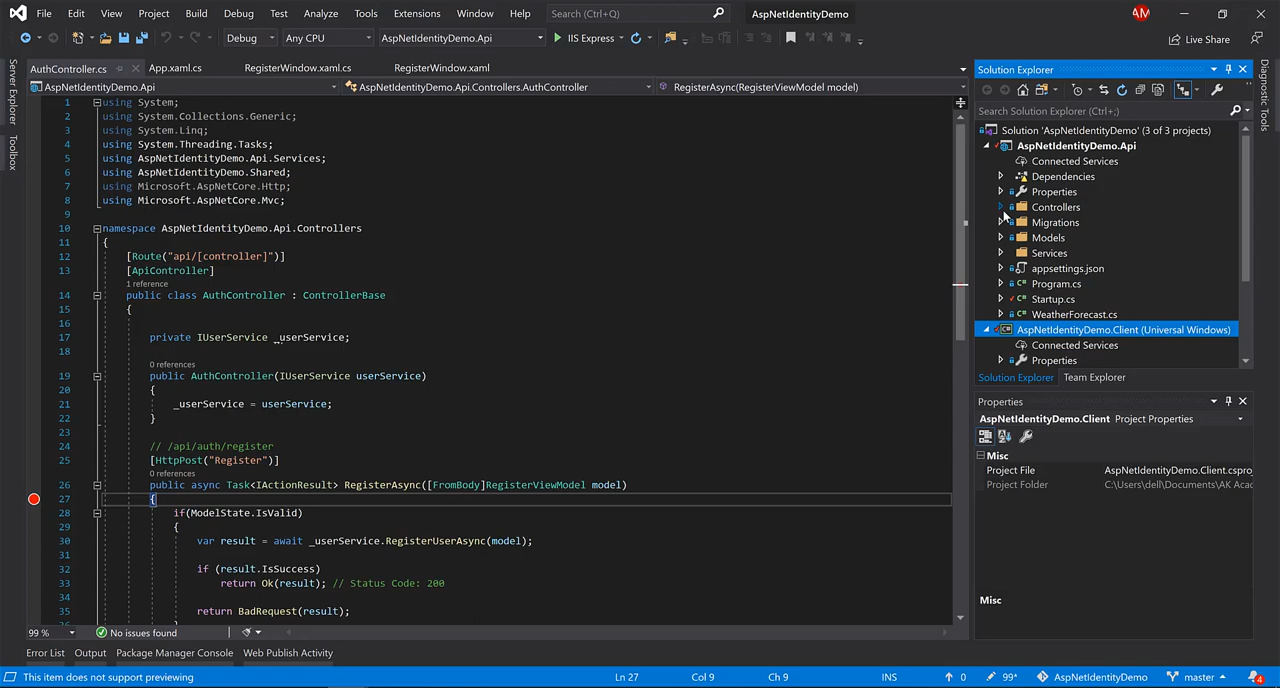 File Edit View Project Build Debug Test Analyze Tools Extensions Window Help Search (Ctrl+Q) AspNetIdentityDemo AM
Debug Any CPU AspNetIdentityDemo.Api IIS Express Live Share
Server Explorer
Toolbox
AuthController.cs App.xaml.cs RegisterWindow.xaml.cs RegisterWindow.xaml
AspNetIdentityDemo.Api AspNetIdentityDemo.Api.Controllers.AuthController RegisterAsync(RegisterViewModel model)
1 using System;
2 using System.Collections.Generic;
3 using System.Linq;
4 using System.Threading.Tasks;
5 using AspNetIdentityDemo.Api.Services;
6 using AspNetIdentityDemo.Shared;
7 using Microsoft.AspNetCore.Http;
8 using Microsoft.AspNetCore.Mvc;
9
10 namespace AspNetIdentityDemo.Api.Controllers
11 {
12 [Route("api/[controller]")]
13 [ApiController]
1 reference
14 public class AuthController : ControllerBase
15 {
16
17 private IUserService _userService;
18
0 references
19 public AuthController(IUserService userService)
20 {
21 _userService = userService;
22 }
23
24 // /api/auth/register
25 [HttpPost("Register")]
0 references
26 public async Task<IActionResult> RegisterAsync([FromBody]RegisterViewModel model)
27 {
28 if(ModelState.IsValid)
29 {
30 var result = await _userService.RegisterUserAsync(model);
31
32 if (result.IsSuccess)
33 return Ok(result); // Status Code: 200
34
35 return BadRequest(result);
99 % No issues found
Error List Output Package Manager Console Web Publish Activity
This item does not support previewing Ln 27 Col 9 Ch 9 INS 0 99* AspNetIdentityDemo master 4
Solution Explorer
Search Solution Explorer (Ctrl+;)
Solution 'AspNetIdentityDemo' (3 of 3 projects)
AspNetIdentityDemo.Api
Connected Services
Dependencies
Properties
Controllers
Migrations
Models
Services
appsettings.json
Program.cs
Startup.cs
WeatherForecast.cs
AspNetIdentityDemo.Client (Universal Windows)
Connected Services
Properties
Solution Explorer Team Explorer
Properties
AspNetIdentityDemo.Client Project Properties
Misc
Project File AspNetIdentityDemo.Client.cspro
Project Folder C:\Users\dell\Documents\AK Aca
Misc
Diagnostic Tools